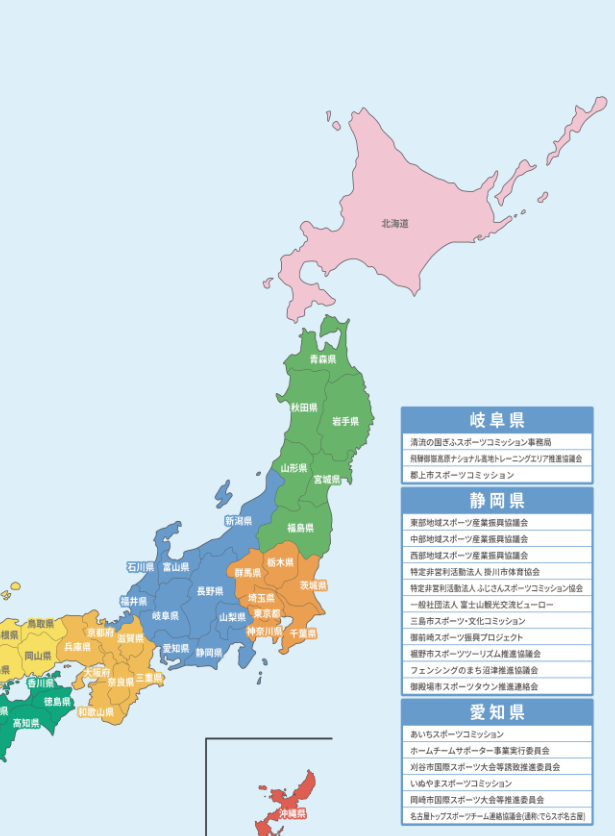 北海道
青森県
秋田県
岩手県
山形県
宮城県
新潟県
福島県
石川県
富山県
群馬県
栃木県
茨城県
長野県
埼玉県
福井県
岐阜県
山梨県
東京都
神奈川県
千葉県
愛知県
静岡県
鳥取県
京都府
滋賀県
根県
兵庫県
岡山県
県
大阪府
奈良県
三重県
香川県
徳島県
和歌山県
県
高知県
沖縄県
岐阜県
清流の国ぎふスポーツコミッション事務局
飛騨御嶽高原ナショナル高地トレーニングエリア推進協議会
郡上市スポーツコミッション
静岡県
東部地域スポーツ産業振興協議会
中部地域スポーツ産業振興協議会
西部地域スポーツ産業振興協議会
特定非営利活動法人 掛川市体育協会
特定非営利活動法人 ふじさんスポーツコミッション協会
一般社団法人 富士山観光交流ビューロー
三島市スポーツ・文化コミッション
御前崎スポーツ振興プロジェクト
裾野市スポーツツーリズム推進協議会
フェンシングのまち沼津推進協議会
御殿場市スポーツタウン推進連絡会
愛知県
あいちスポーツコミッション
ホームチームサポーター事業実行委員会
刈谷市国際スポーツ大会等誘致推進委員会
いぬやまスポーツコミッション
岡崎市国際スポーツ大会等推進委員会
名古屋トップスポーツチーム連絡協議会(通称:でらスポ名古屋)